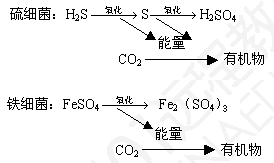 硫细菌：H₂S 氧化 S 氧化 H₂SO₄
能量
CO₂ 有机物
铁细菌：FeSO₄ 氧化 Fe₂（SO₄）₃
能量
CO₂ 有机物